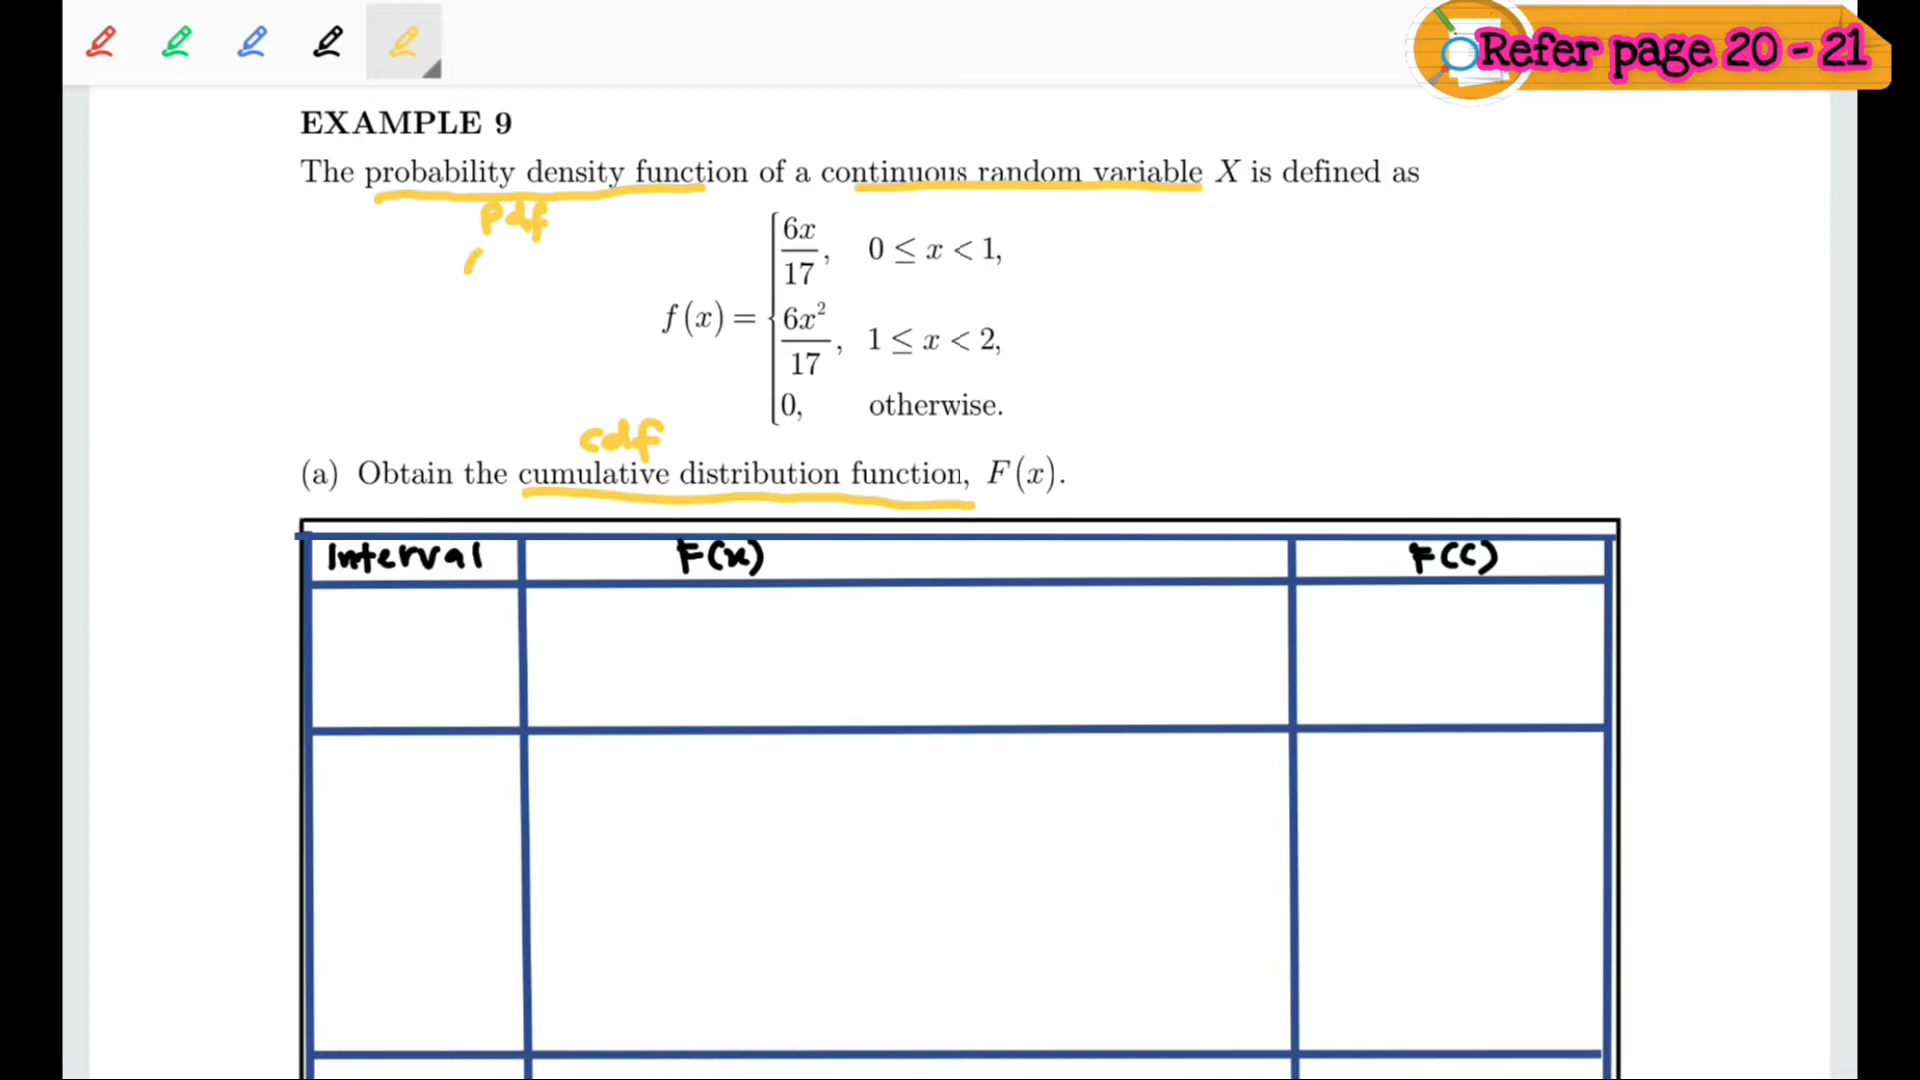 Refer page 20 - 21
EXAMPLE 9
The probability density function of a continuous random variable X is defined as
pdf
f(x) = { 6x/17, 0 ≤ x < 1,
6x²/17, 1 ≤ x < 2,
0, otherwise.
cdf
(a) Obtain the cumulative distribution function, F(x).
Interval F(x) F(c)